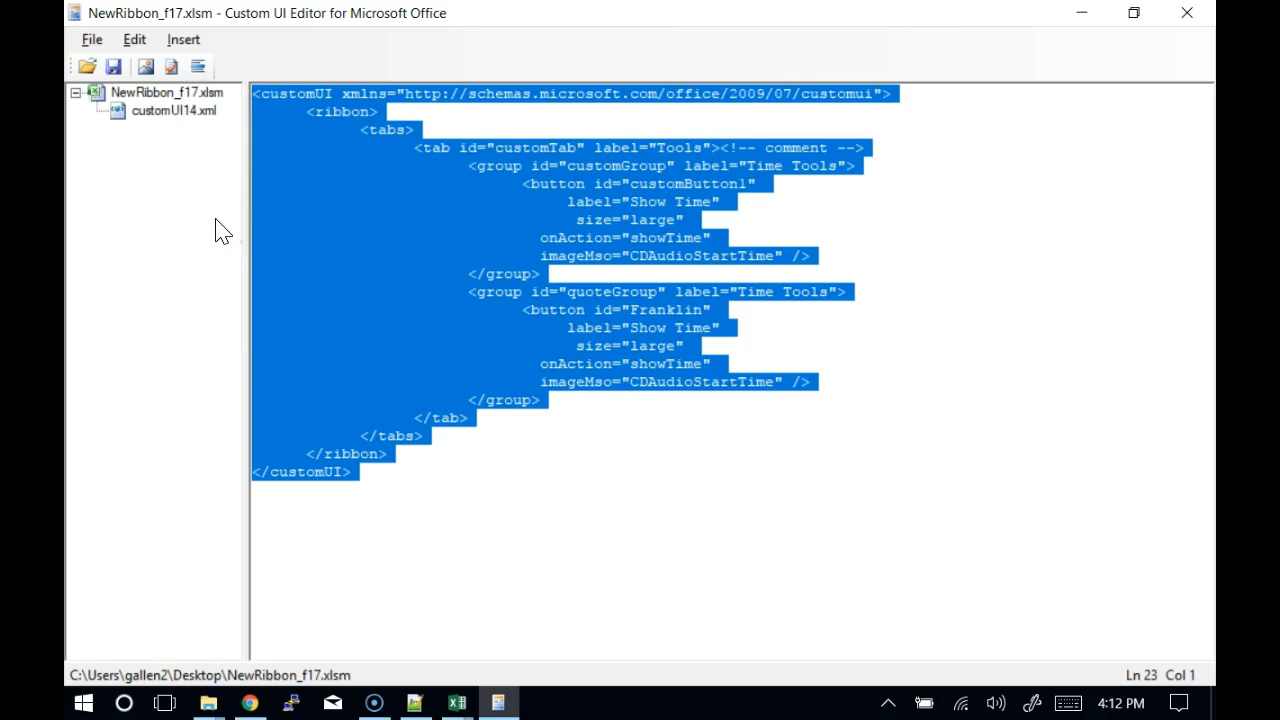 NewRibbon_f17.xlsm - Custom UI Editor for Microsoft Office
File Edit Insert
NewRibbon_f17.xlsm
customUI14.xml
<customUI xmlns="http://schemas.microsoft.com/office/2009/07/customui">
<ribbon>
<tabs>
<tab id="customTab" label="Tools"><!-- comment -->
<group id="customGroup" label="Time Tools">
<button id="customButton1"
label="Show Time"
size="large"
onAction="showTime"
imageMso="CDAudioStartTime" />
</group>
<group id="quoteGroup" label="Time Tools">
<button id="Franklin"
label="Show Time"
size="large"
onAction="showTime"
imageMso="CDAudioStartTime" />
</group>
</tab>
</tabs>
</ribbon>
</customUI>
C:\Users\gallen2\Desktop\NewRibbon_f17.xlsm
Ln 23 Col 1
4:12 PM